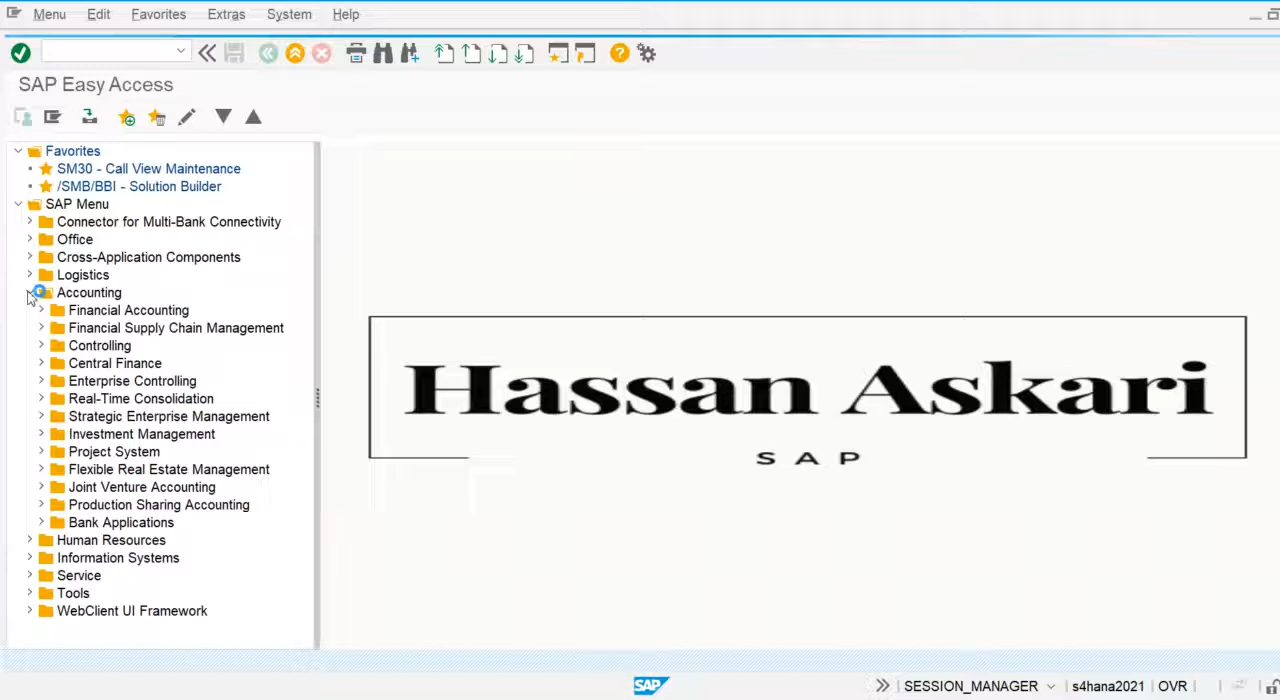 Menu Edit Favorites Extras System Help
SAP Easy Access
Favorites
SM30 - Call View Maintenance
/SMB/BBI - Solution Builder
SAP Menu
Connector for Multi-Bank Connectivity
Office
Cross-Application Components
Logistics
Accounting
Financial Accounting
Financial Supply Chain Management
Controlling
Central Finance
Enterprise Controlling
Real-Time Consolidation
Strategic Enterprise Management
Investment Management
Project System
Flexible Real Estate Management
Joint Venture Accounting
Production Sharing Accounting
Bank Applications
Human Resources
Information Systems
Service
Tools
WebClient UI Framework
Hassan Askari
SAP
SAP
SESSION_MANAGER s4hana2021 OVR